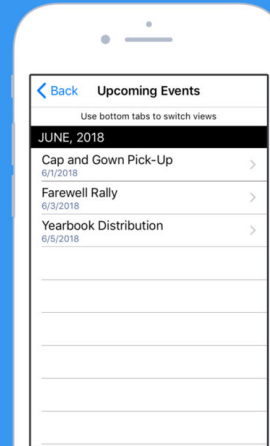 Back
Upcoming Events
Use bottom tabs to switch views
JUNE, 2018
Cap and Gown Pick-Up
6/1/2018
Farewell Rally
6/3/2018
Yearbook Distribution
6/5/2018